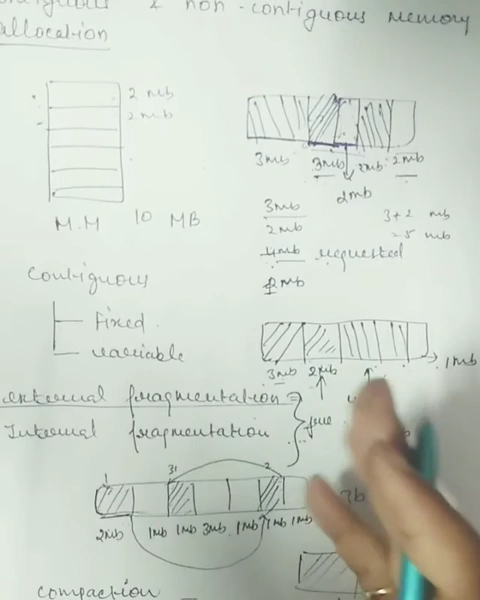 & non-contiguous memory
allocation
2 mb
2 mb
M.M 10 MB
3mb 3mb 2mb 2mb
2mb
3mb
2mb
4mb requested
2mb
3+2 mb
=5 mb
contiguous
fixed
variable
3mb 2mb
1mb
external fragmentation =
Internal fragmentation
2mb 1mb 1mb 3mb 1mb 1mb 1mb
compaction